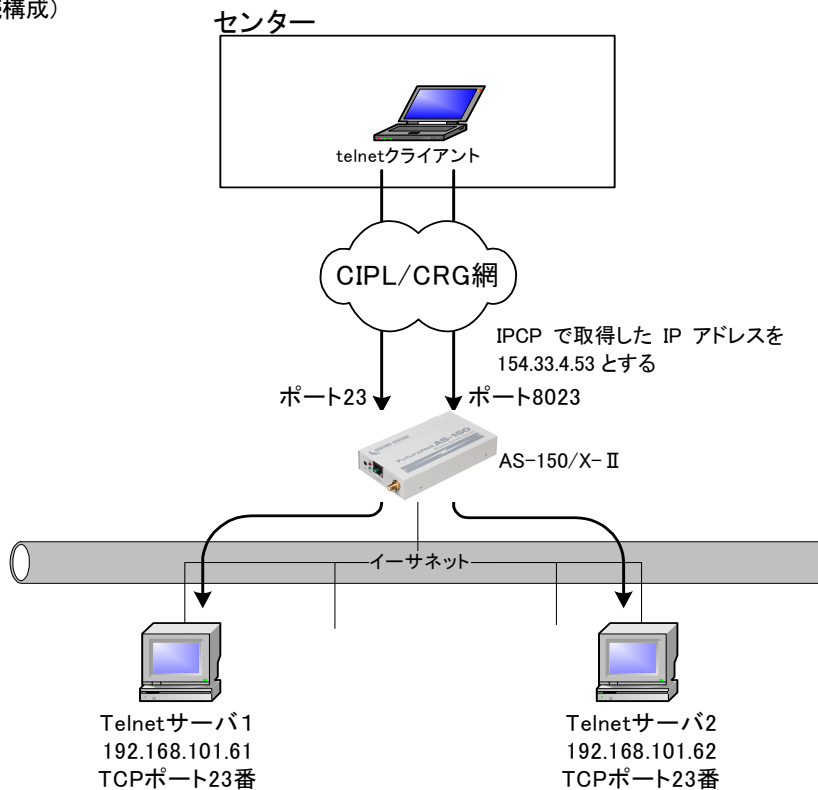 構成）
センター
telnetクライアント
CIPL/CRG網
IPCP で取得した IP アドレスを
154.33.4.53 とする
ポート23
ポート8023
FutureNet AS-150
AS-150/X-Ⅱ
イーサネット
Telnetサーバ1
192.168.101.61
TCPポート23番
Telnetサーバ2
192.168.101.62
TCPポート23番